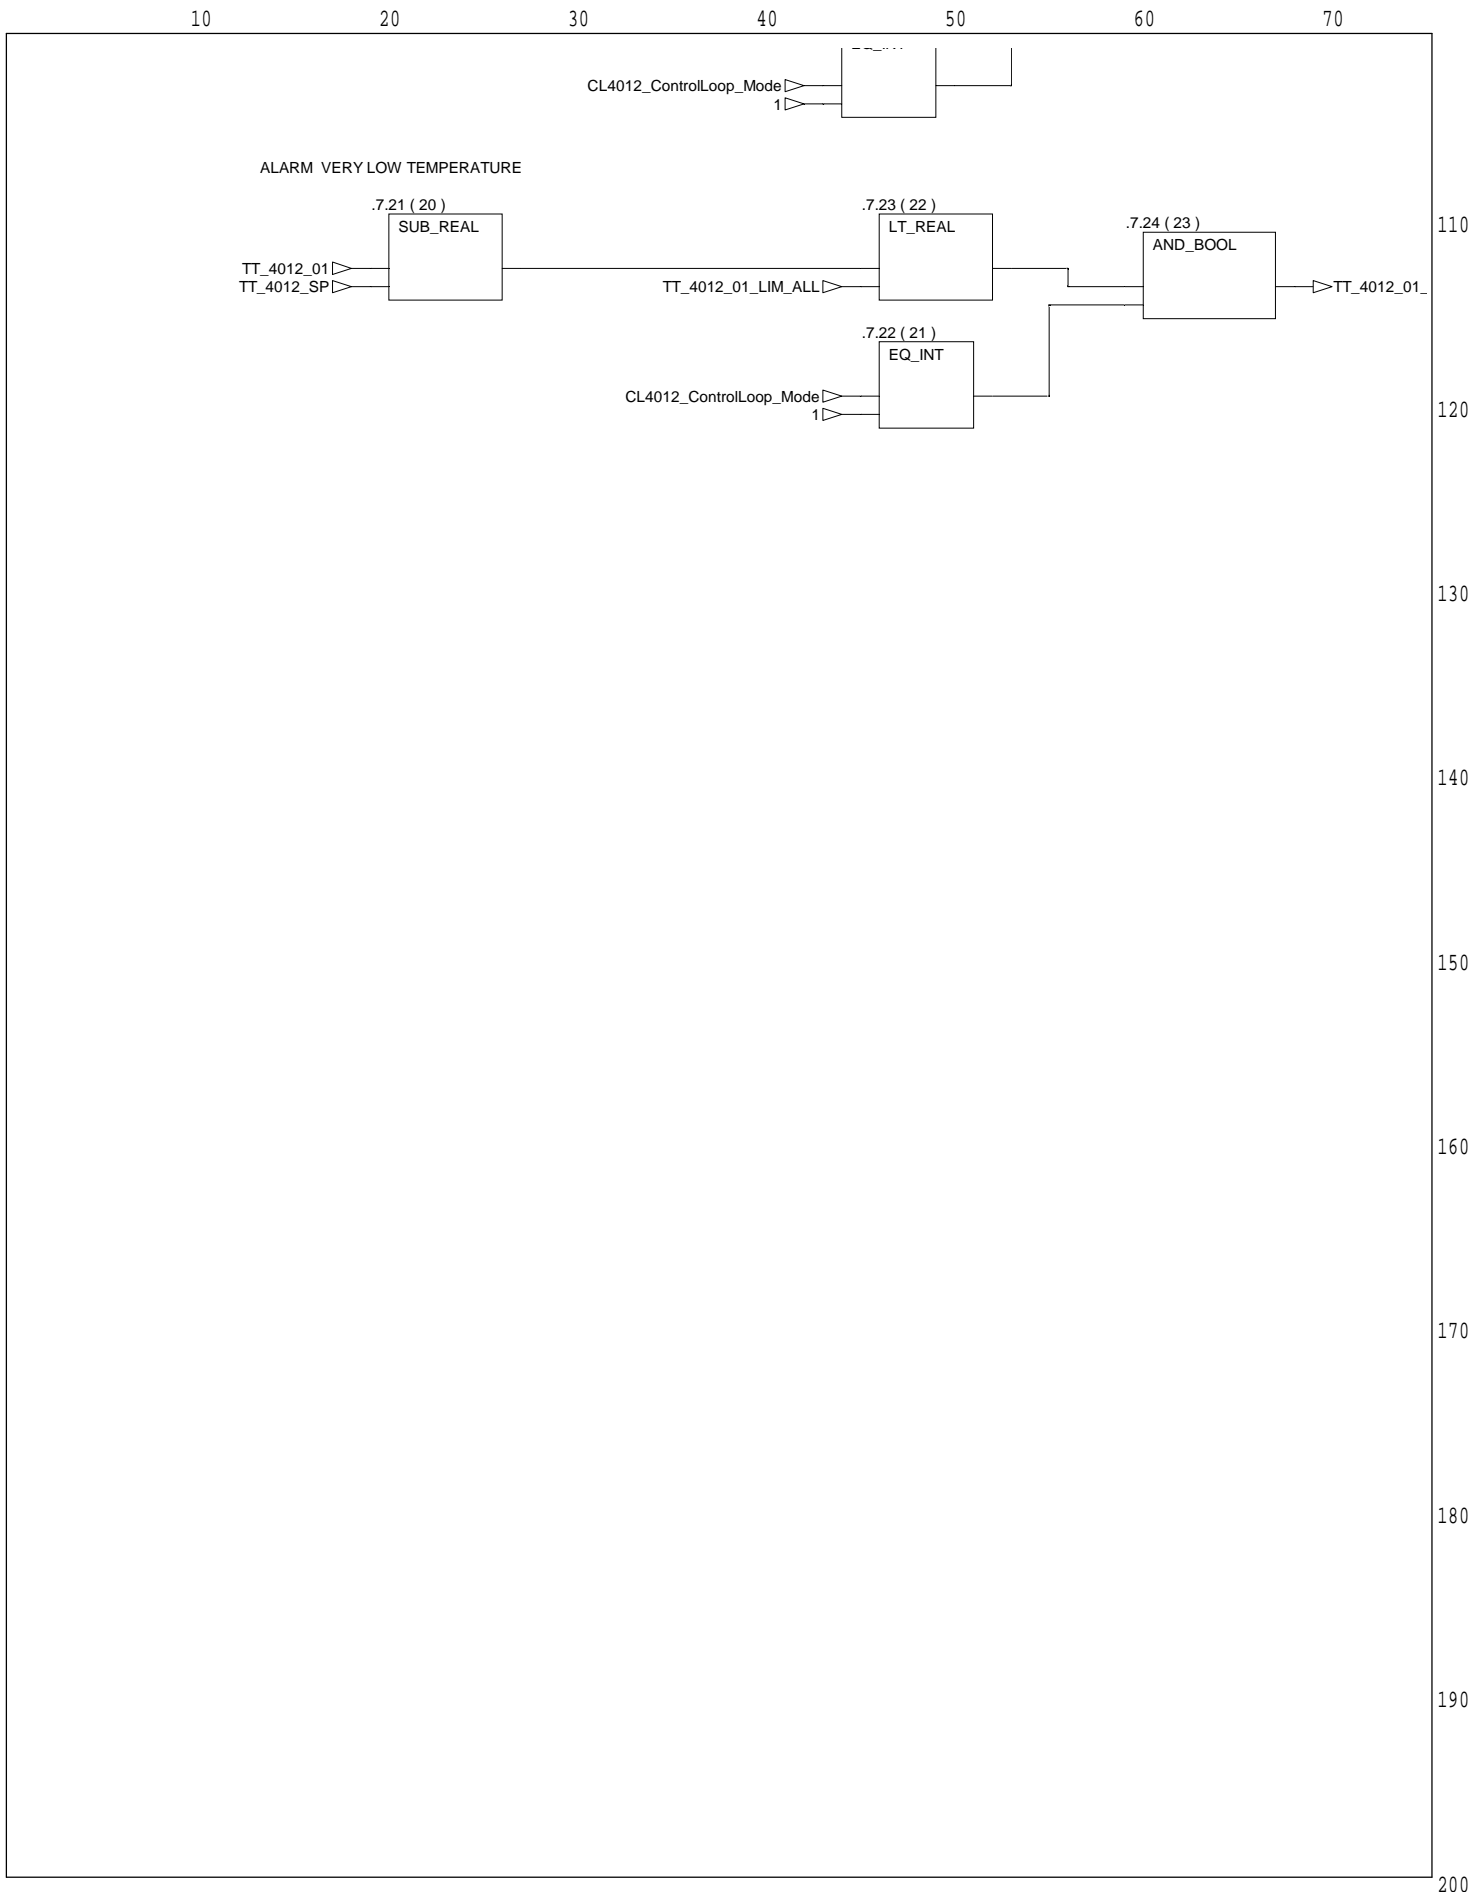 10 20 30 40 50 60 70
CL4012_ControlLoop_Mode
1
ALARM VERY LOW TEMPERATURE
.7.21 ( 20 )
SUB_REAL
TT_4012_01
TT_4012_SP
.7.23 ( 22 )
LT_REAL
TT_4012_01_LIM_ALL
.7.24 ( 23 )
AND_BOOL
TT_4012_01_
110
.7.22 ( 21 )
EQ_INT
CL4012_ControlLoop_Mode
1
120
130
140
150
160
170
180
190
200